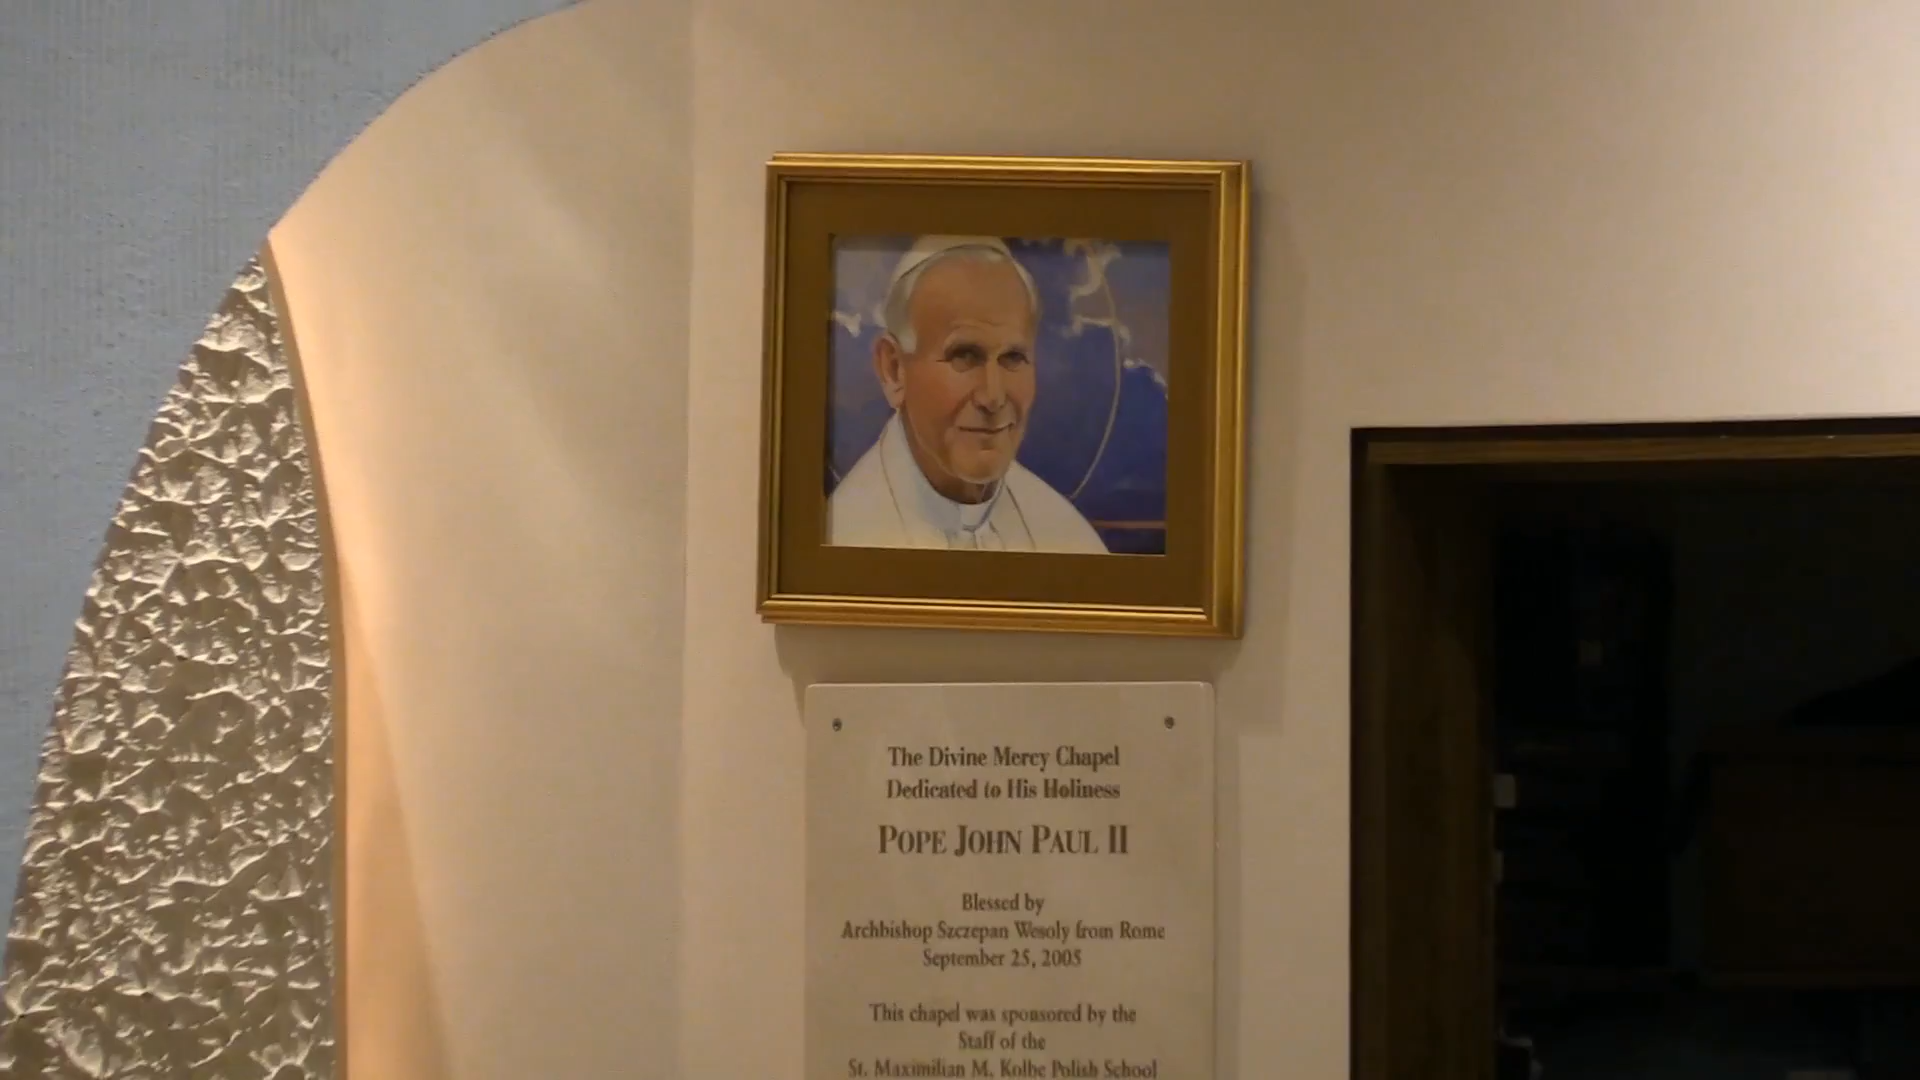 The Divine Mercy Chapel
Dedicated to His Holiness
POPE JOHN PAUL II
Blessed by
Archbishop Szczepan Wesoly from Rome
September 25, 2005
This chapel was sponsored by the
Staff of the
St. Maximilian M. Kolbe Polish School